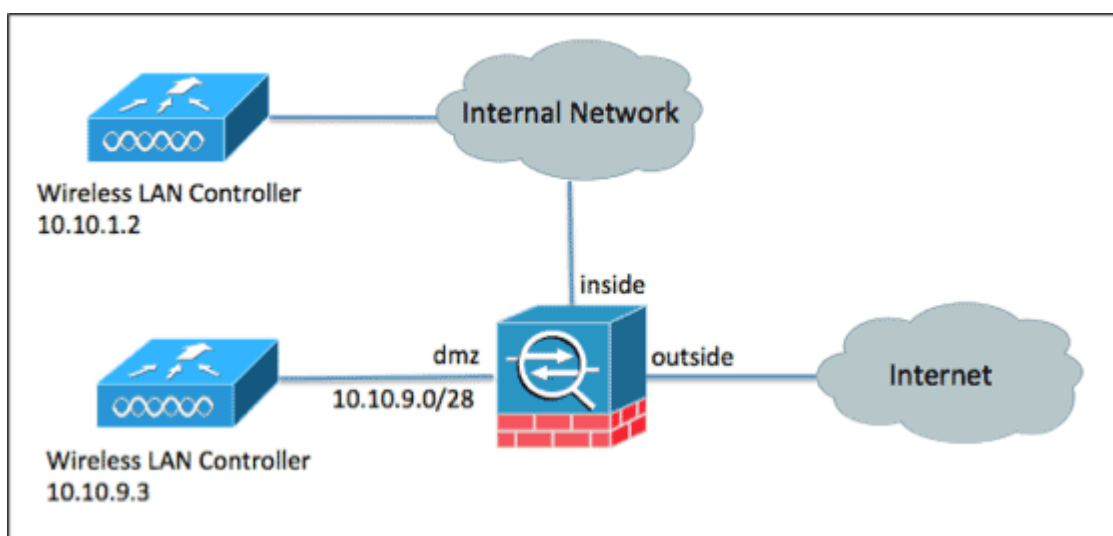 Internal Network
Wireless LAN Controller
10.10.1.2
inside
dmz
outside
10.10.9.0/28
Internet
Wireless LAN Controller
10.10.9.3